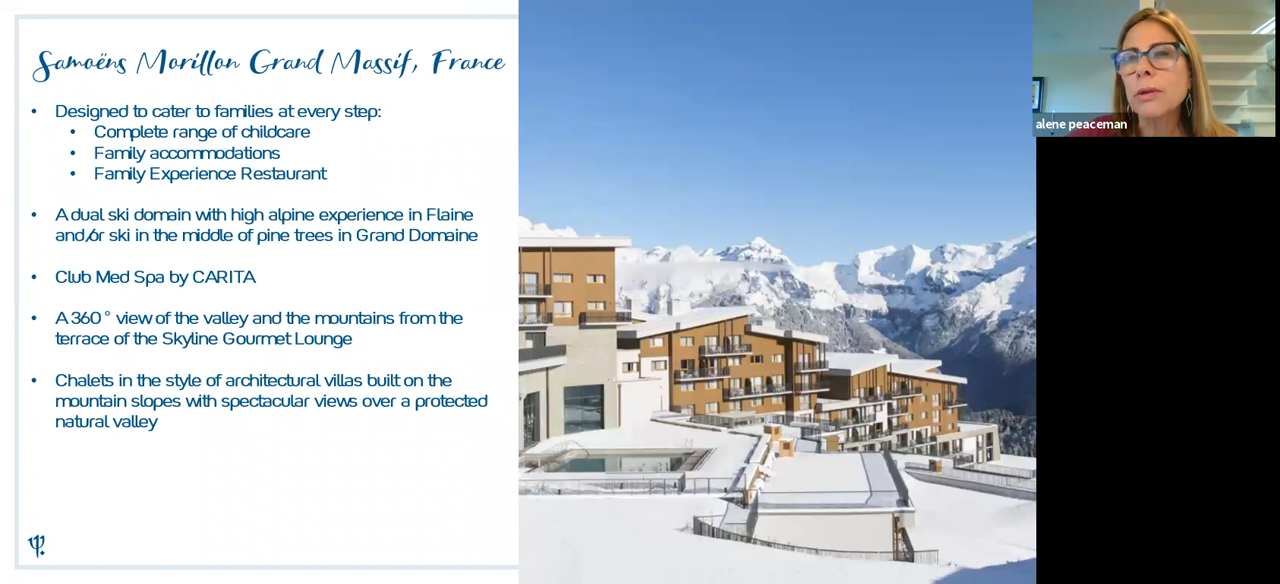 Samoëns Morillon Grand Massif, France
• Designed to cater to families at every step:
• Complete range of childcare
• Family accommodations
• Family Experience Restaurant
• A dual ski domain with high alpine experience in Flaine
and/or ski in the middle of pine trees in Grand Domaine
• Club Med Spa by CARITA
• A 360° view of the valley and the mountains from the
terrace of the Skyline Gourmet Lounge
• Chalets in the style of architectural villas built on the
mountain slopes with spectacular views over a protected
natural valley
alene peaceman